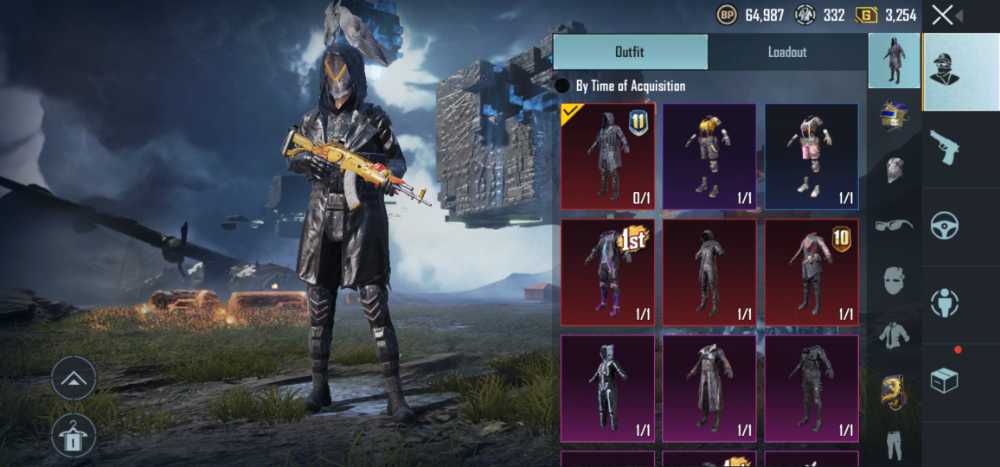 BP 64,987 332 G 3,254
Outfit Loadout
By Time of Acquisition
11
0/1 1/1 1/1
1st 10
1/1 1/1 1/1
1/1 1/1 1/1
1